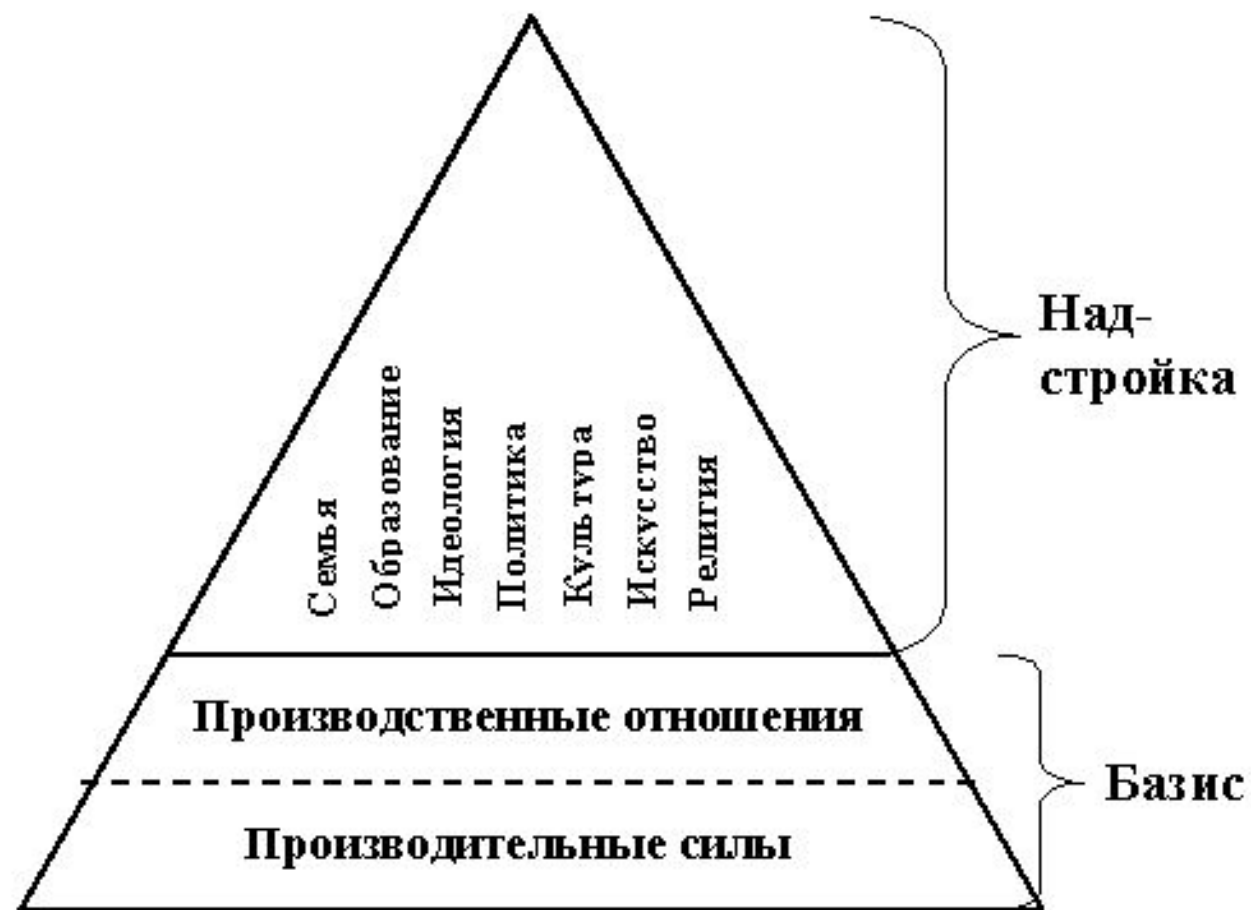 Над-
стройка
Семья
Образование
Идеология
Политика
Культура
Искусство
Религия
Производственные отношения
Базис
Производительные силы